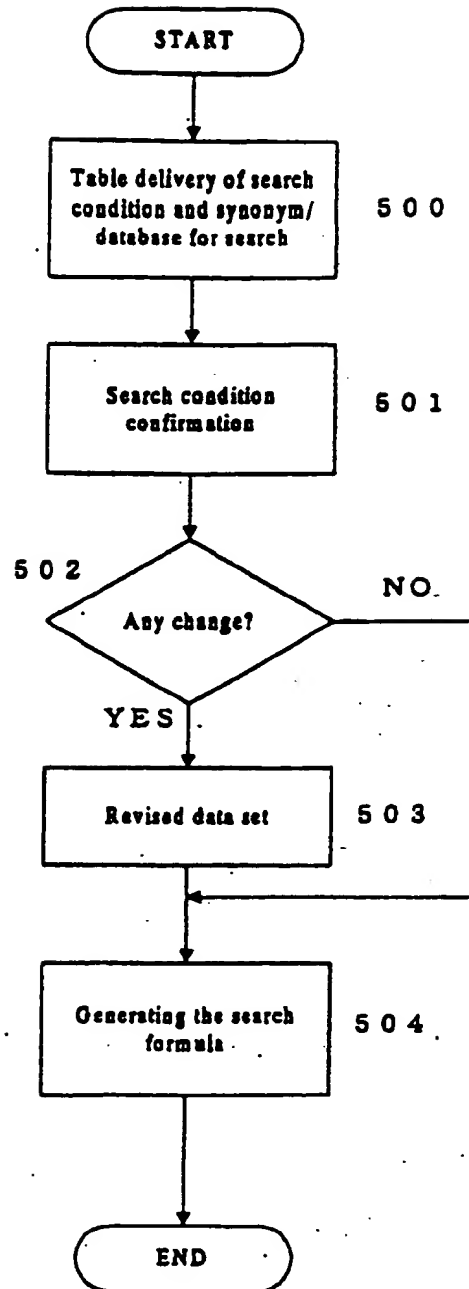 START
Table delivery of search
condition and synonym/
database for search
500
Search condition
confirmation
501
502
Any change?
NO
YES
Revised data set
503
Generating the search
formula
504
END